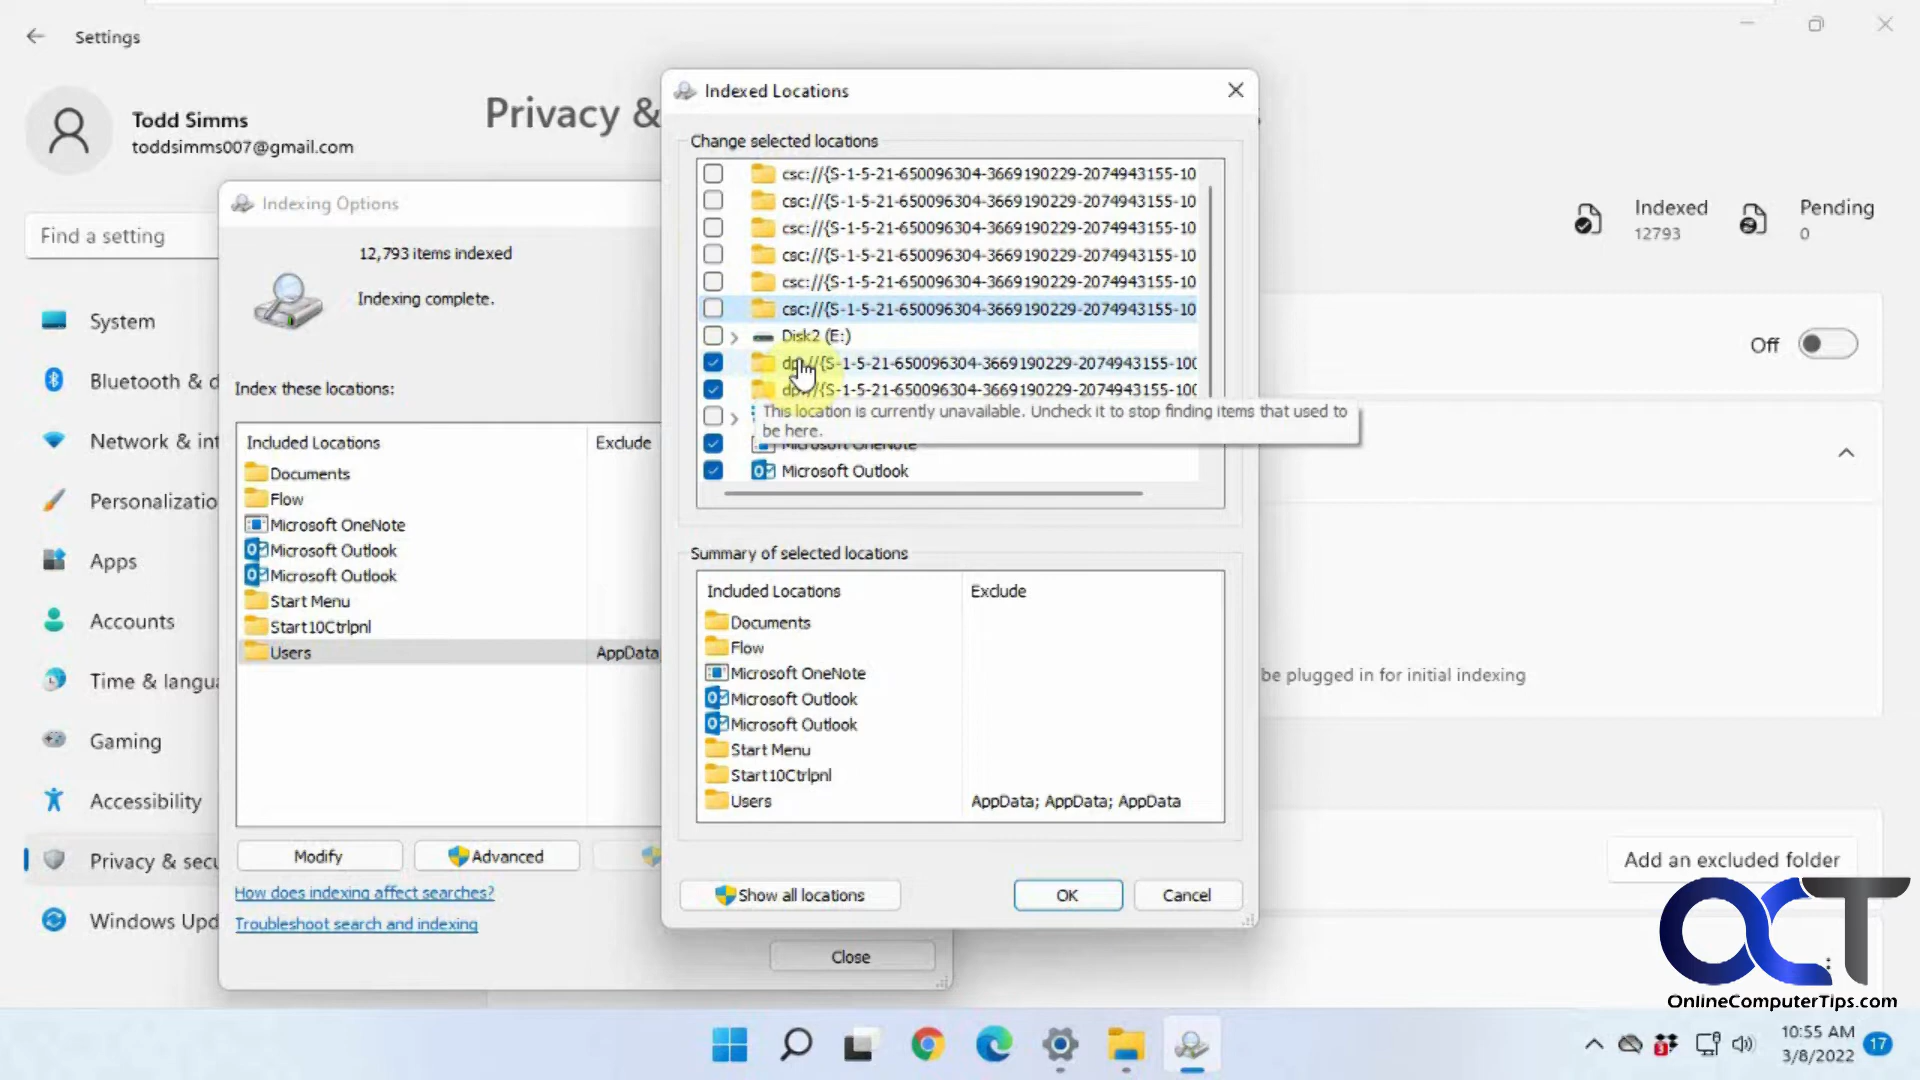 Settings
Todd Simms
toddsimms007@gmail.com
Find a setting
System
Bluetooth & d
Network & int
Personalizatio
Apps
Accounts
Time & langua
Gaming
Accessibility
Privacy & secu
Windows Upd
Privacy &
Indexed
12793
Pending
0
Off
be plugged in for initial indexing
Add an excluded folder
Indexing Options
12,793 items indexed
Indexing complete.
Index these locations:
Included Locations Exclude
Documents
Flow
Microsoft OneNote
Microsoft Outlook
Microsoft Outlook
Start Menu
Start10Ctrlpnl
Users AppData
Modify
Advanced
How does indexing affect searches?
Troubleshoot search and indexing
Close
Indexed Locations
Change selected locations
csc://{S-1-5-21-650096304-3669190229-2074943155-10
csc://{S-1-5-21-650096304-3669190229-2074943155-10
csc://{S-1-5-21-650096304-3669190229-2074943155-10
csc://{S-1-5-21-650096304-3669190229-2074943155-10
csc://{S-1-5-21-650096304-3669190229-2074943155-10
csc://{S-1-5-21-650096304-3669190229-2074943155-10
Disk2 (E:)
//{S-1-5-21-650096304-3669190229-2074943155-100
//{S-1-5-21-650096304-3669190229-2074943155-100
This location is currently unavailable. Uncheck it to stop finding items that used to
be here.
Microsoft OneNote
Microsoft Outlook
Summary of selected locations
Included Locations Exclude
Documents
Flow
Microsoft OneNote
Microsoft Outlook
Microsoft Outlook
Start Menu
Start10Ctrlpnl
Users AppData; AppData; AppData
Show all locations
OK
Cancel
OCT
OnlineComputerTips.com
10:55 AM
3/8/2022
17